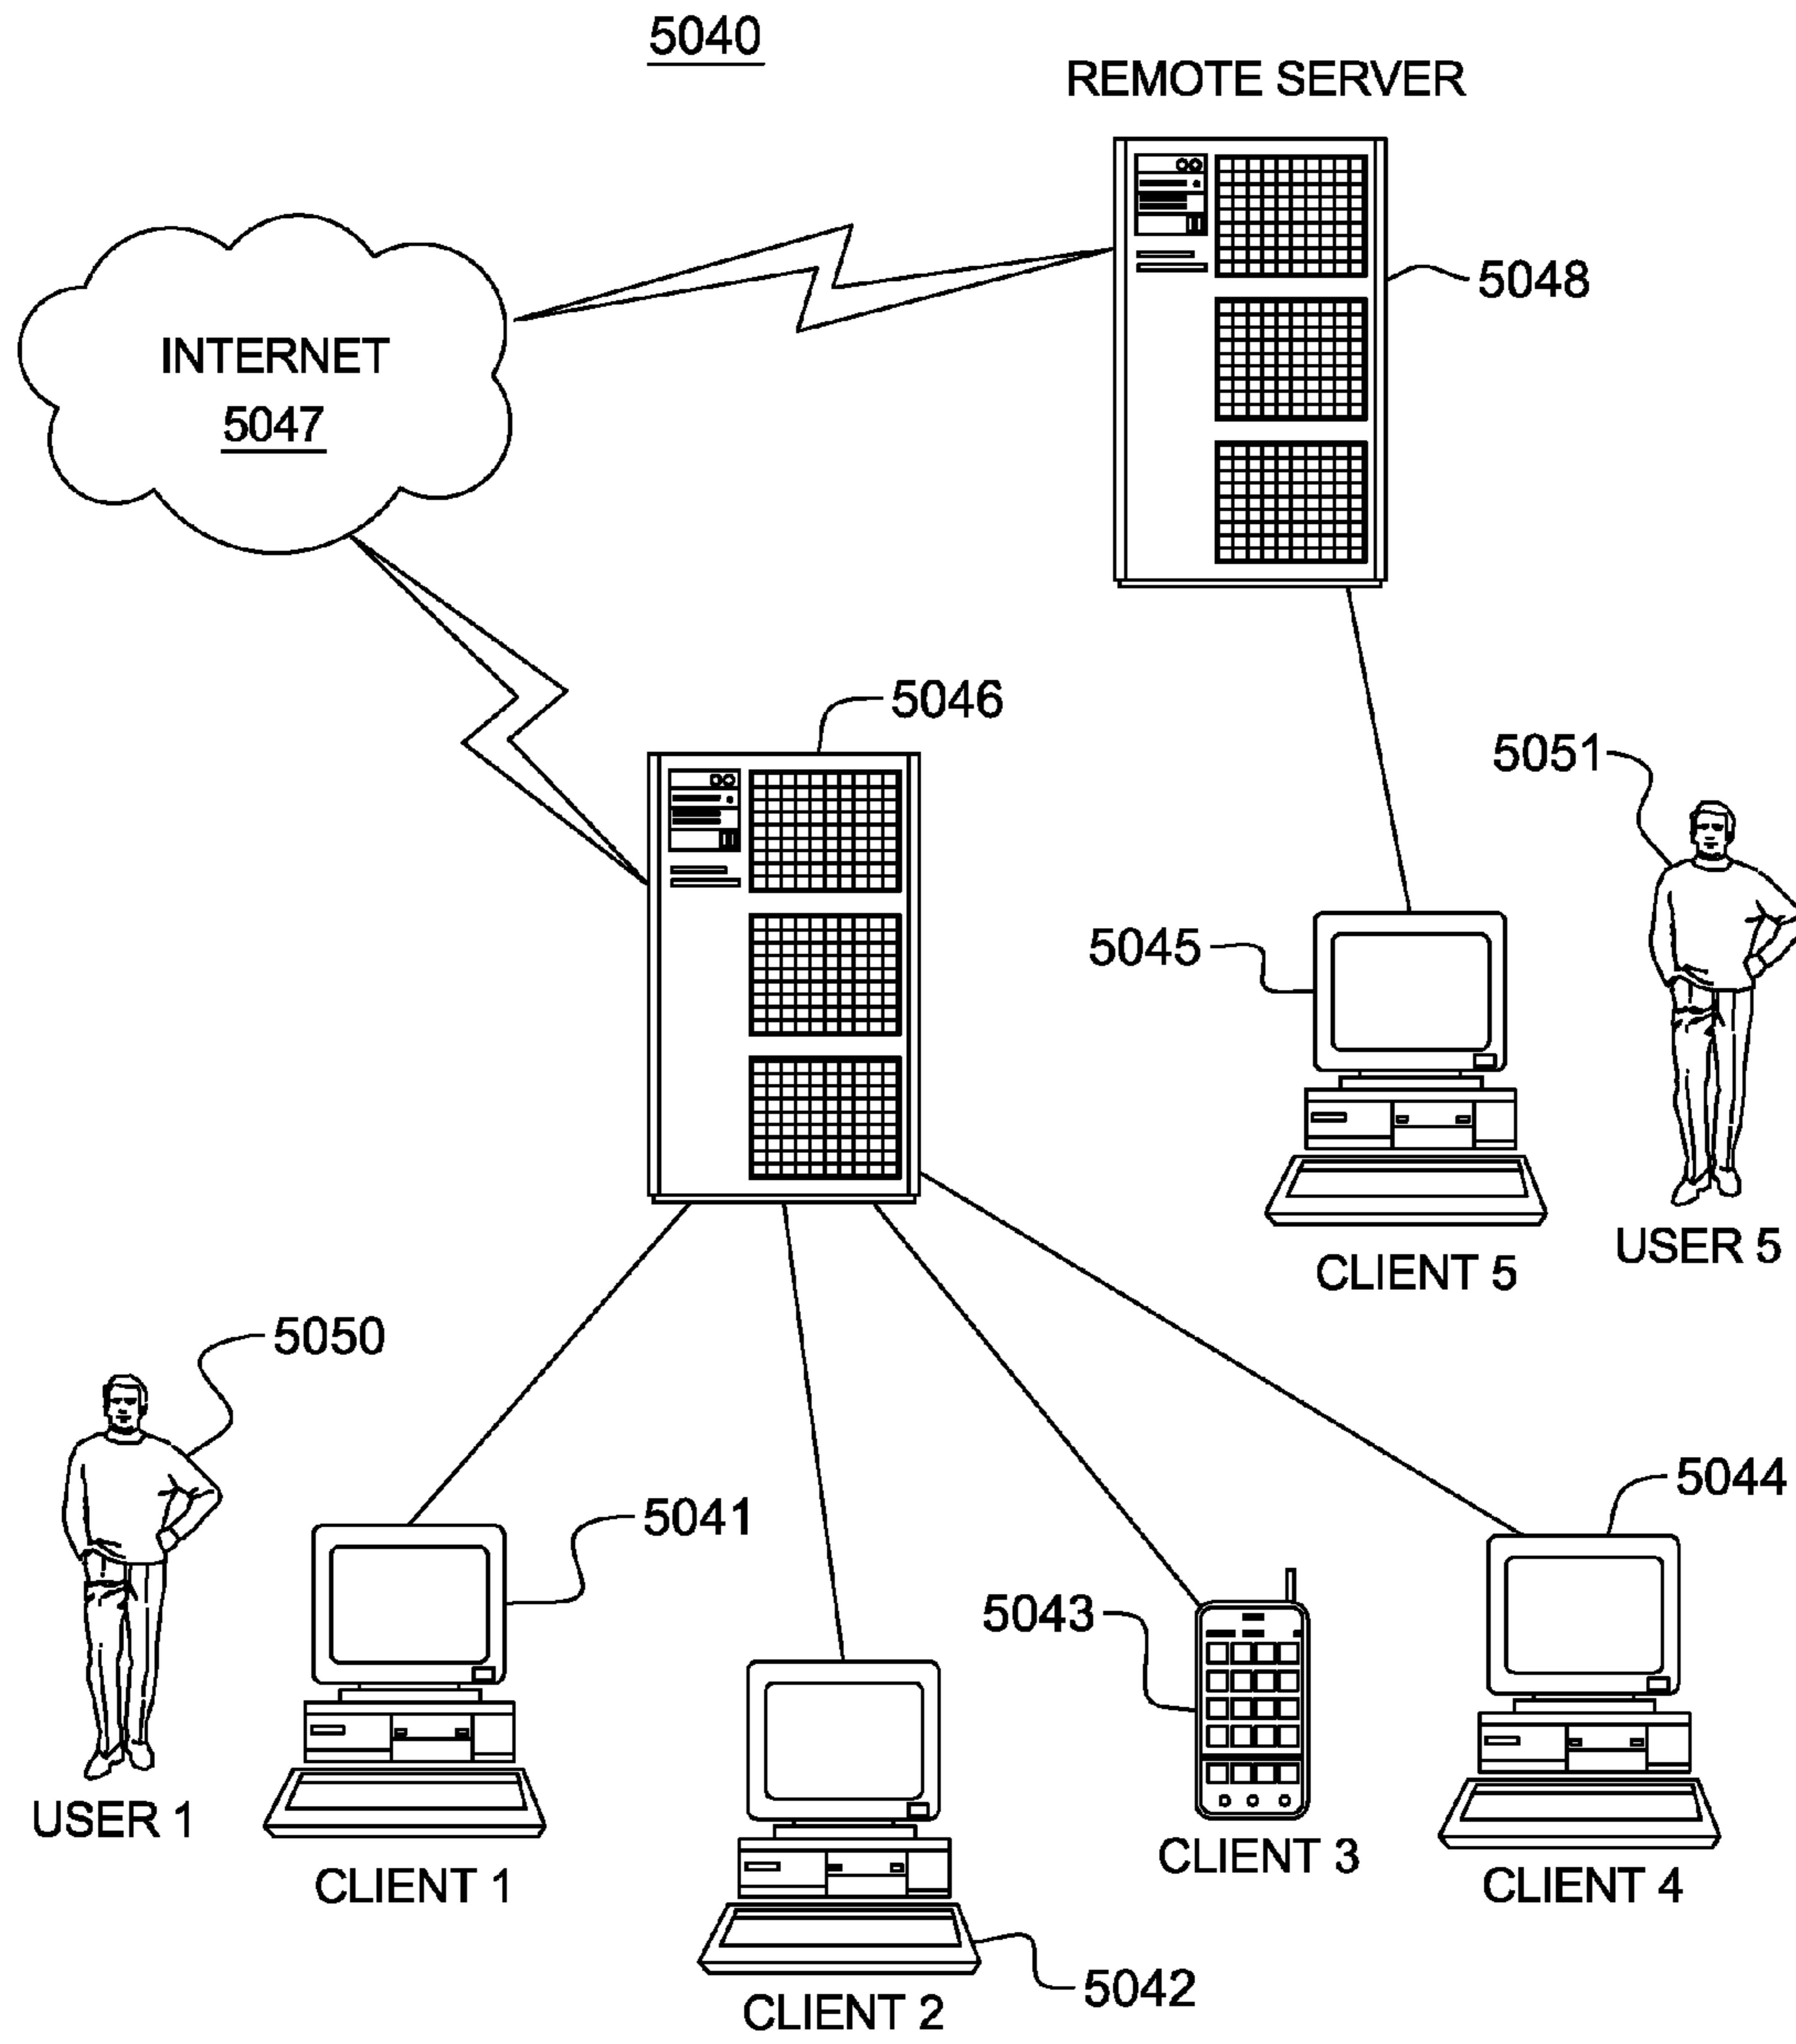 5040
REMOTE SERVER
5048
INTERNET
5047
5046
5051
5045
CLIENT 5
USER 5
5050
5041
5044
5043
USER 1
CLIENT 1
CLIENT 3
CLIENT 4
5042
CLIENT 2